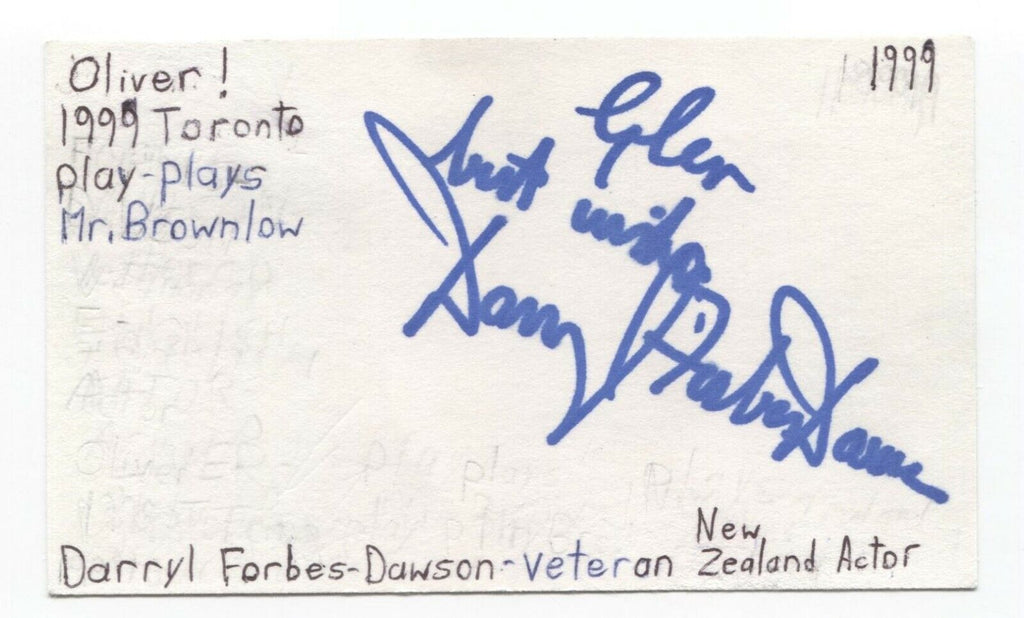 Oliver!
1999 Toronto
play-plays
Mr. Brownlow
1999
Glen
best
wishes
Darryl Forbes Dawson
Darryl Forbes-Dawson-veteran New Zealand Actor